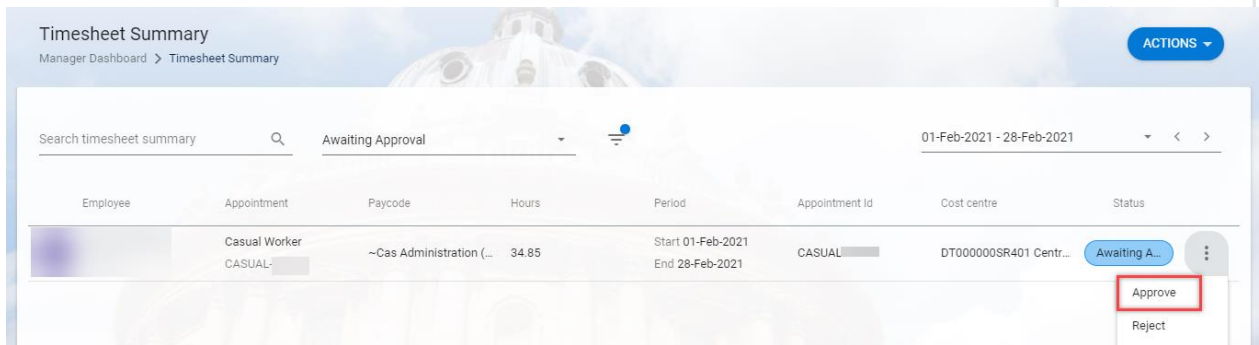 Timesheet Summary
Manager Dashboard > Timesheet Summary
ACTIONS
Search timesheet summary
Awaiting Approval
01-Feb-2021 - 28-Feb-2021
Employee Appointment Paycode Hours Period Appointment Id Cost centre Status
Casual Worker
CASUAL-
~Cas Administration (... 34.85
Start 01-Feb-2021
End 28-Feb-2021
CASUAL
DT000000SR401 Centr...
Awaiting A...
Approve
Reject